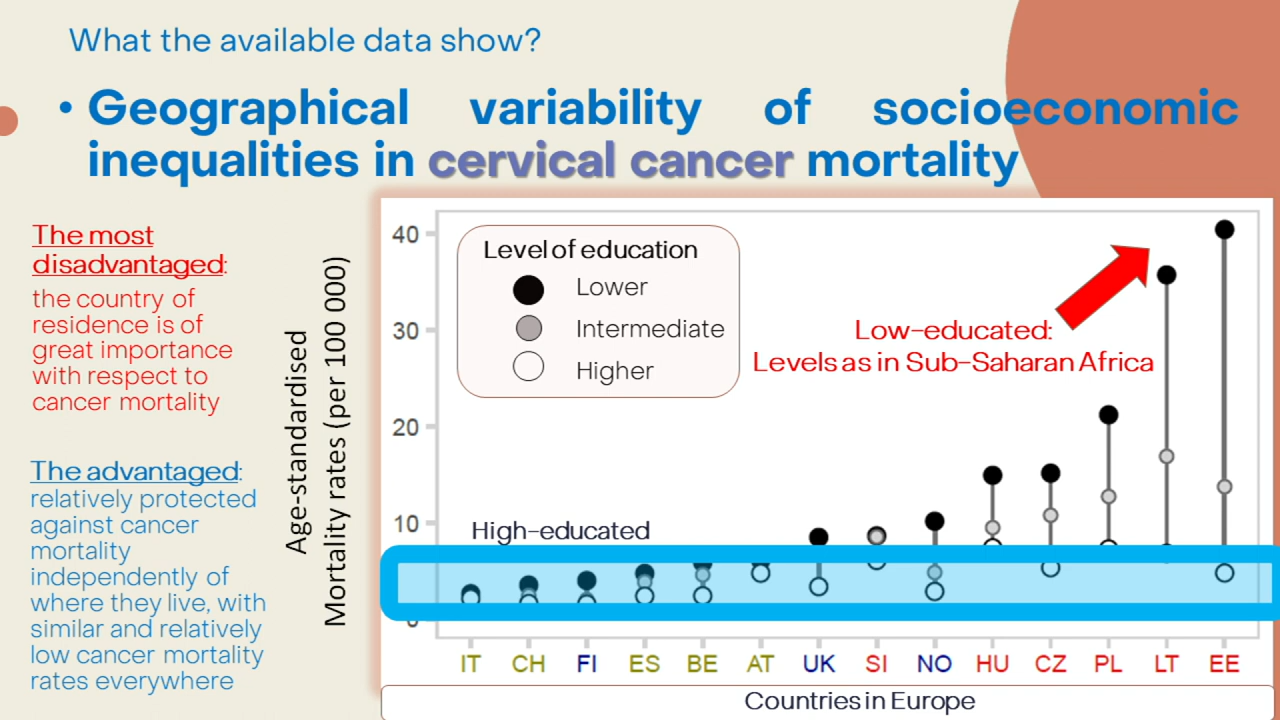 What the available data show?
• Geographical variability of socioeconomic
inequalities in cervical cancer mortality
The most
disadvantaged:
the country of
residence is of
great importance
with respect to
cancer mortality
The advantaged:
relatively protected
against cancer
mortality
independently of
where they live, with
similar and relatively
low cancer mortality
rates everywhere
Age-standardised
Mortality rates (per 100 000)
40
30
20
10
0
Level of education
Lower
Intermediate
Higher
Low-educated:
Levels as in Sub-Saharan Africa
High-educated
IT CH FI ES BE AT UK SI NO HU CZ PL LT EE
Countries in Europe